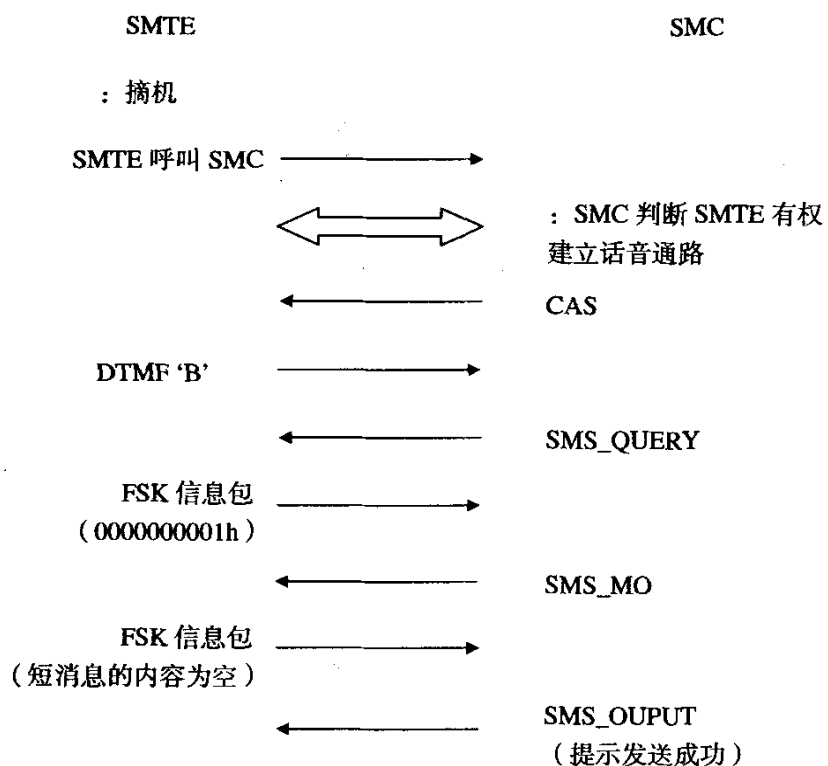 SMTE SMC
：摘机
SMTE 呼叫 SMC
：SMC 判断 SMTE 有权
建立话音通路
CAS
DTMF ‘B’
SMS_QUERY
FSK 信息包
（0000000001h）
SMS_MO
FSK 信息包
（短消息的内容为空）
SMS_OUPUT
（提示发送成功）